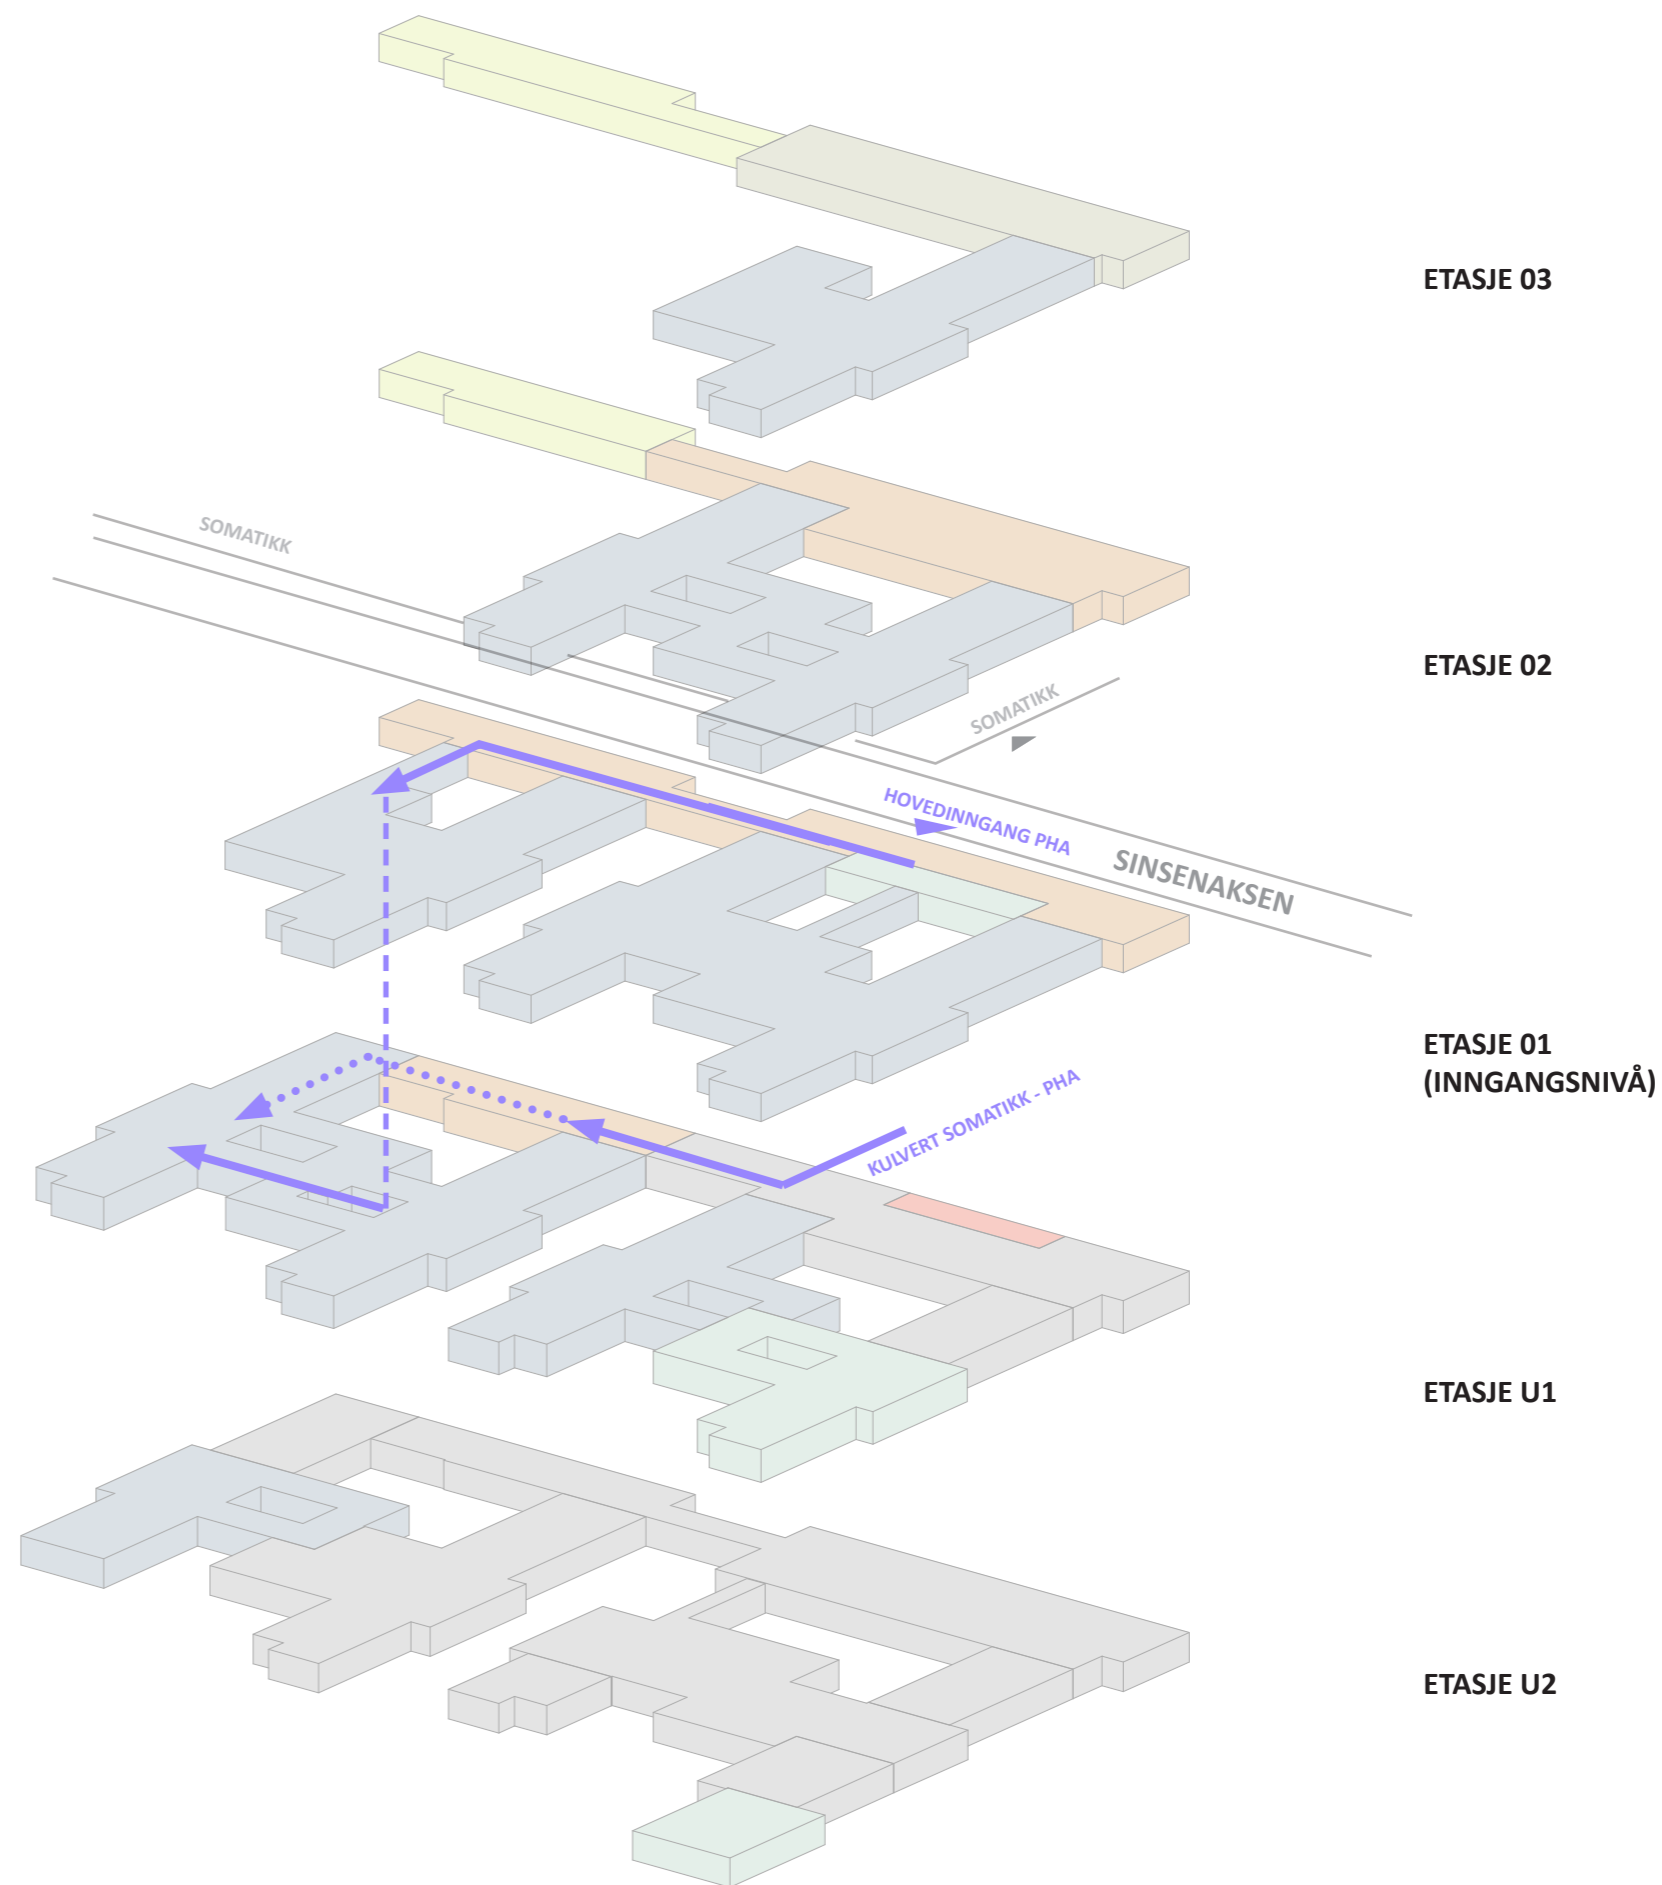 ETASJE 03
SOMATIKK
ETASJE 02
SOMATIKK
HOVEDINNGANG PHA
SINSENAKSEN
ETASJE 01
(INNGANGSNIVÅ)
KULVERT SOMATIKK - PHA
ETASJE U1
ETASJE U2